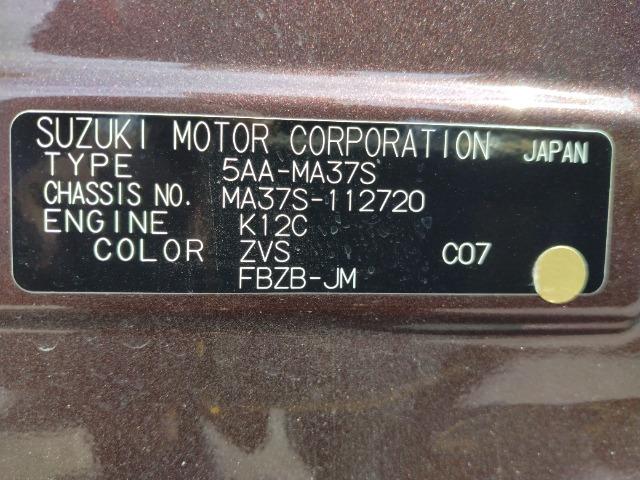 SUZUKI MOTOR CORPORATION JAPAN
TYPE 5AA-MA37S
CHASSIS NO. MA37S-112720
ENGINE K12C
COLOR ZVS C07
FBZB-JM